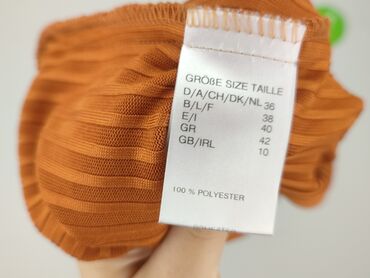 GRÖßE SIZE TAILLE
D/A/CH/DK/NL 36
B/L/F 38
E/I 40
GR 42
GB/IRL 10
100 % POLYESTER